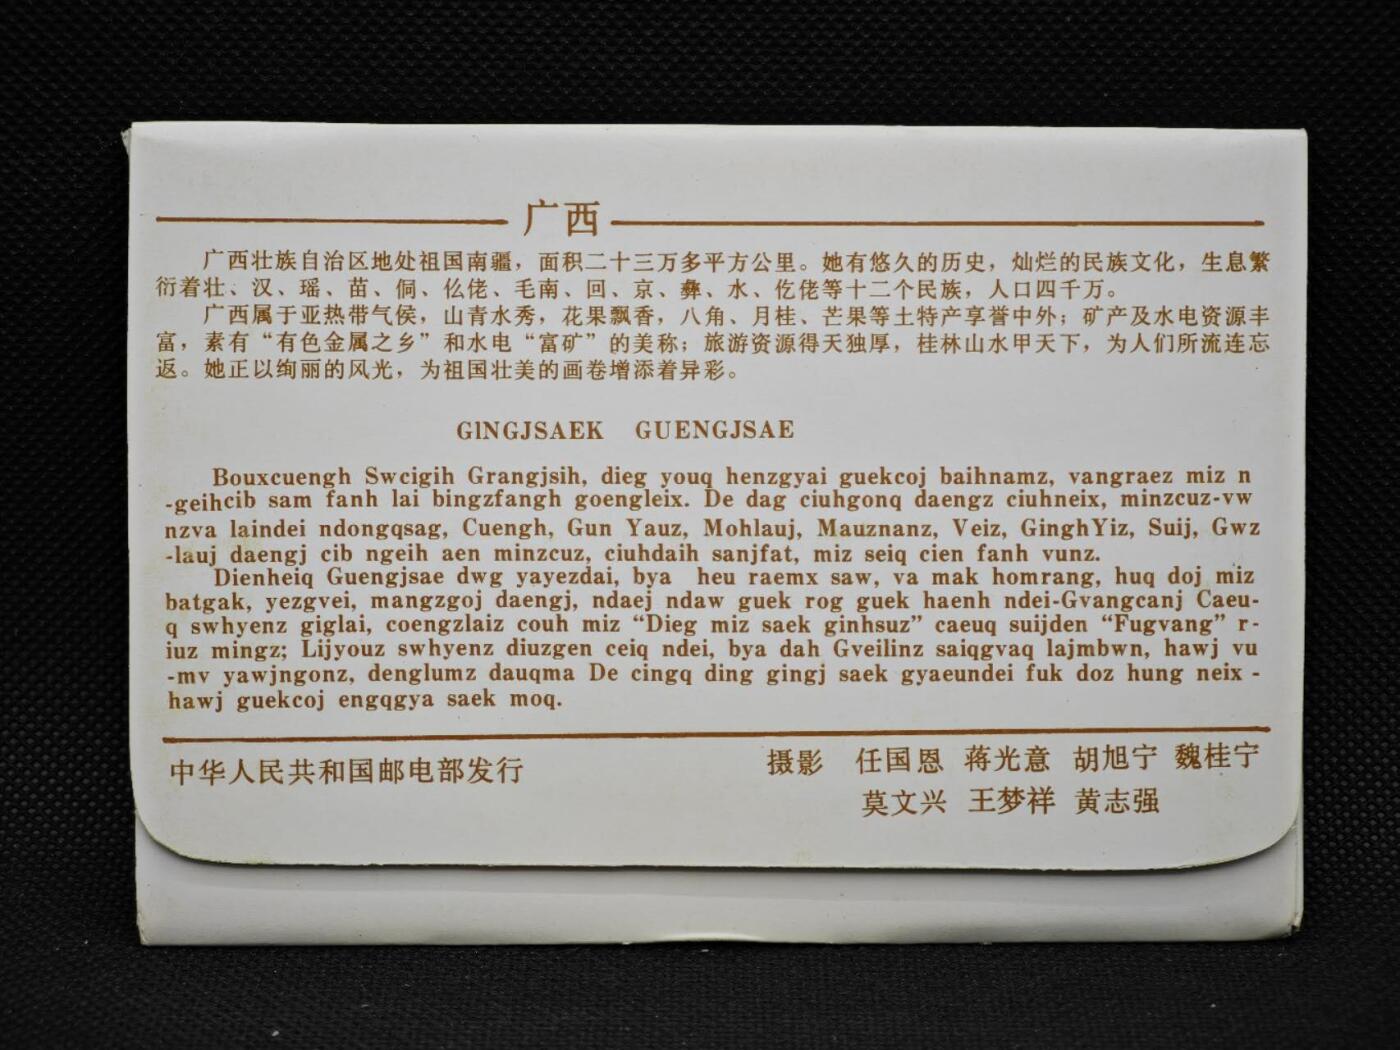 广西
广西壮族自治区地处祖国南疆，面积二十三万多平方公里。她有悠久的历史，灿烂的民族文化，生息繁
衍着壮、汉、瑶、苗、侗、仫佬、毛南、回、京、彝、水、仡佬等十二个民族，人口四千万。
广西属于亚热带气侯，山青水秀，花果飘香，八角、月桂、芒果等土特产享誉中外；矿产及水电资源丰
富，素有“有色金属之乡”和水电“富矿”的美称；旅游资源得天独厚，桂林山水甲天下，为人们所流连忘
返。她正以绚丽的风光，为祖国壮美的画卷增添着异彩。
GINGJSAEK GUENGJSAE
Bouxcuengh Swcigih Grangjsih, dieg youq henzgyai guekcoj baihnamz, vangraez miz n
-geihcib sam fanh lai bingzfangh goengleix. De dag ciuhgonq daengz ciuhneix, minzcuz-vw
nzva laindei ndongqsag, Cuengh, Gun Yauz, Mohlauj, Mauznanz, Veiz, GinghYiz, Suij, Gwz
-lauj daengj cib ngeih aen minzcuz, ciuhdaih sanjfat, miz seiq cien fanh vunz.
Dienheiq Guengjsae dwg yayezdai, bya heu raemx saw, va mak homrang, huq doj miz
batgak, yezgvei, mangzgoj daengj, ndaej ndaw guek rog guek haenh ndei-Gvangcanj Caeu-
q swhyenz giglai, coengzlaiz couh miz “Dieg miz saek ginhsuz” caeuq suijden “Fugvang” r-
iuz mingz; Lijyouz swhyenz diuzgen ceiq ndei, bya dah Gveilinz saiqgvaq lajmbwn, hawj vu
-mv yawjngonz, denglumz dauqma De cingq ding gingj saek gyaeundei fuk doz hung neix -
hawj guekcoj engqgya saek moq.
中华人民共和国邮电部发行
摄影 任国恩 蒋光意 胡旭宁 魏桂宁
莫文兴 王梦祥 黄志强